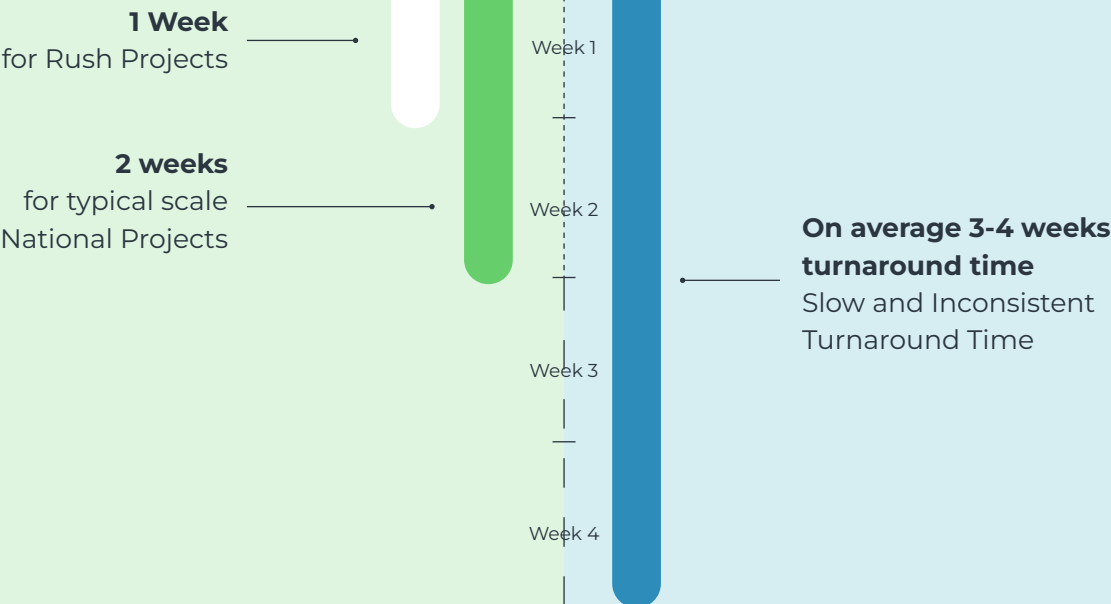 1 Week
for Rush Projects
2 weeks
for typical scale
National Projects
Week 1
Week 2
Week 3
Week 4
On average 3-4 weeks
turnaround time
Slow and Inconsistent
Turnaround Time